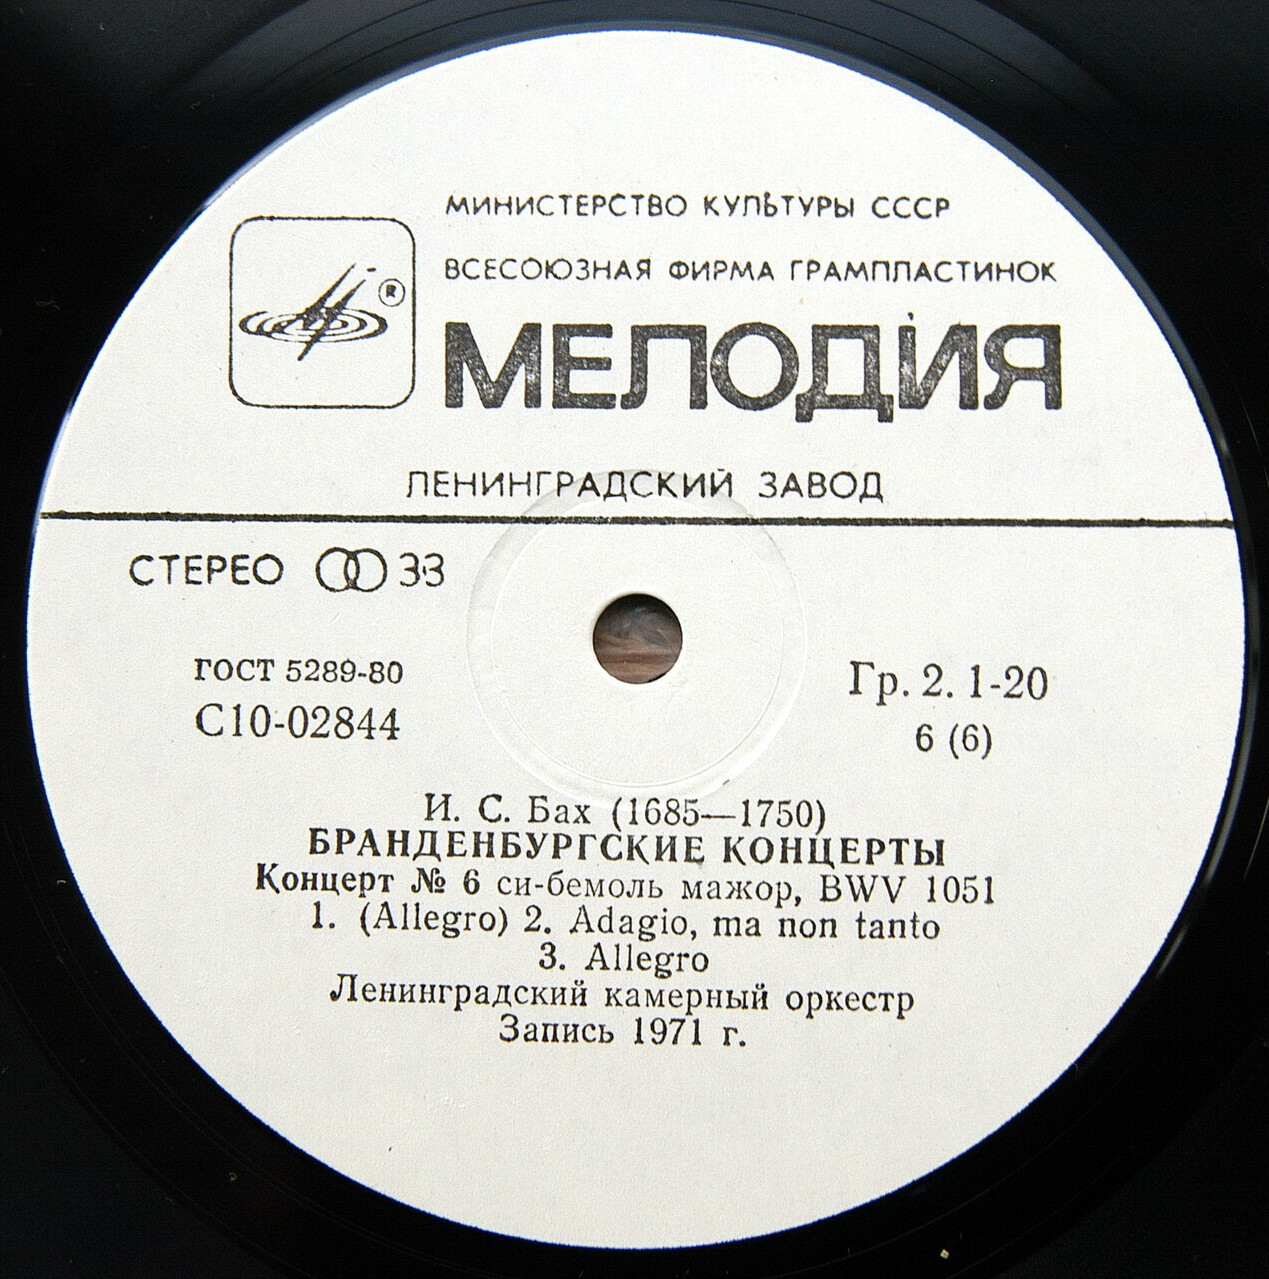 МИНИСТЕРСТВО КУЛЬТУРЫ СССР
ВСЕСОЮЗНАЯ ФИРМА ГРАМПЛАСТИНОК
®
МЕЛОДИЯ
ЛЕНИНГРАДСКИЙ ЗАВОД
СТЕРЕО 33
ГОСТ 5289-80
С10-02844
Гр. 2. 1-20
6 (6)
И. С. Бах (1685—1750)
БРАНДЕНБУРГСКИЕ КОНЦЕРТЫ
Концерт № 6 си-бемоль мажор, BWV 1051
1. (Allegro) 2. Adagio, ma non tanto
3. Allegro
Ленинградский камерный оркестр
Запись 1971 г.